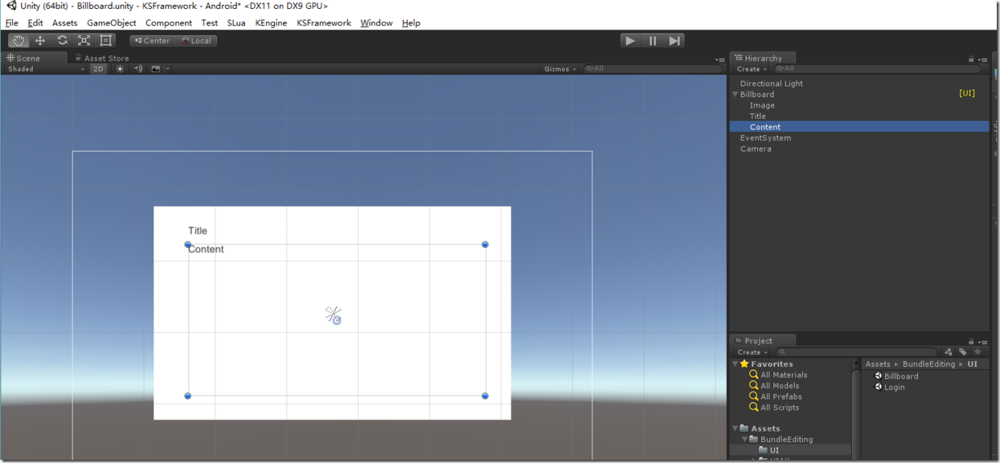 Unity (64bit) - Billboard.unity - KSFramework - Android* <DX11 on DX9 GPU>
File Edit Assets GameObject Component Test SLua KEngine KSFramework Window Help
Center Local
Scene Asset Store
Shaded 2D Gizmos All
Title
Content
Hierarchy
Create All
Directional Light
Billboard [UI]
Image
Title
Content
EventSystem
Camera
Project
Create
Favorites
All Materials
All Models
All Prefabs
All Scripts
Assets
BundleEditing
UI
Assets ▸ BundleEditing ▸ UI
Billboard
Login